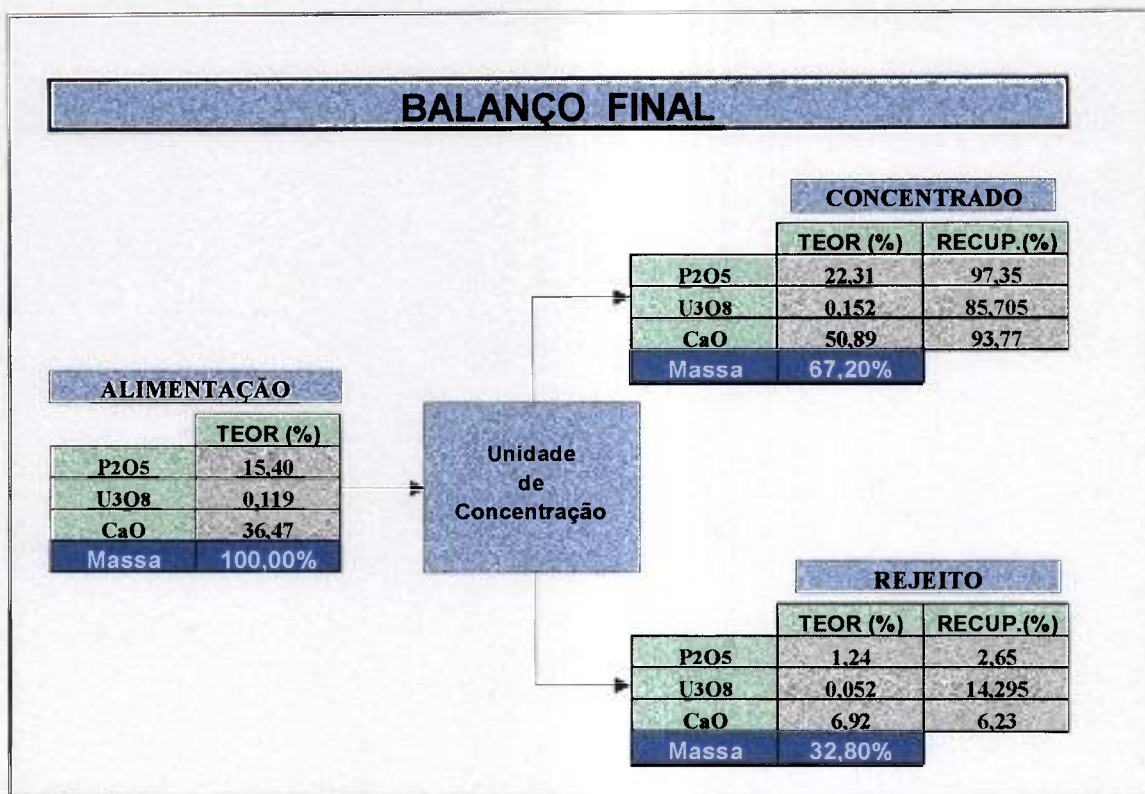 BALANÇO FINAL
CONCENTRADO
TEOR (%) RECUP.(%)
P2O5 22,31 97,35
U3O8 0,152 85,705
CaO 50,89 93,77
Massa 67,20%
ALIMENTAÇÃO
TEOR (%)
P2O5 15,40
U3O8 0,119
CaO 36,47
Massa 100,00%
Unidade
de
Concentração
REJEITO
TEOR (%) RECUP.(%)
P2O5 1,24 2,65
U3O8 0,052 14,295
CaO 6,92 6,23
Massa 32,80%